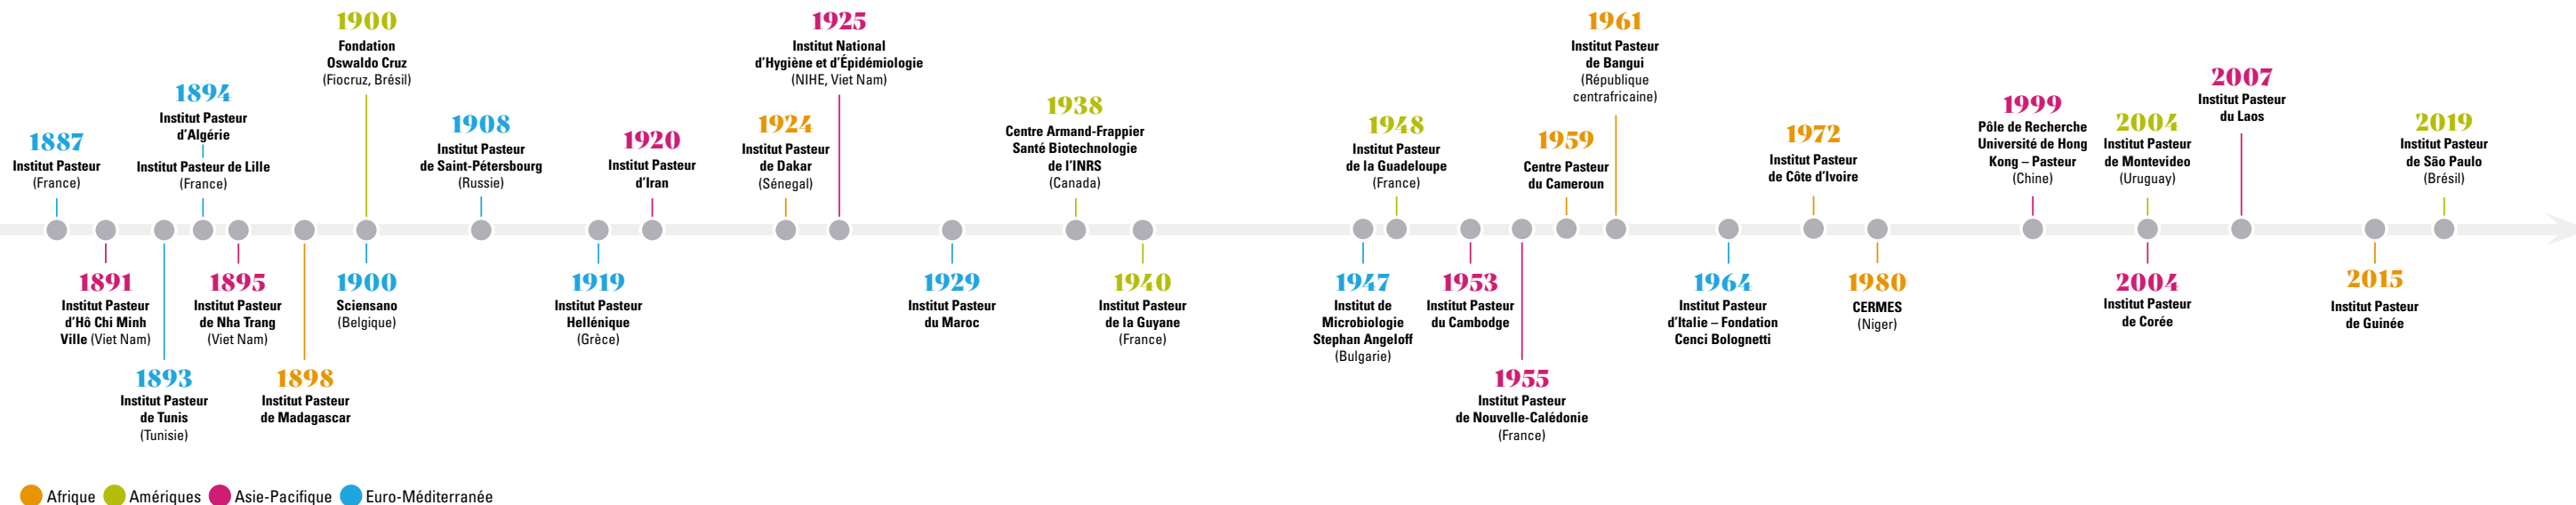 1887
Institut Pasteur
(France)
1891
Institut Pasteur
d'Hô Chi Minh
Ville (Viet Nam)
1893
Institut Pasteur
de Tunis
(Tunisie)
1894
Institut Pasteur
d'Algérie
Institut Pasteur de Lille
(France)
1895
Institut Pasteur
de Nha Trang
(Viet Nam)
1898
Institut Pasteur
de Madagascar
1900
Fondation
Oswaldo Cruz
(Fiocruz, Brésil)
1900
Sciensano
(Belgique)
1908
Institut Pasteur
de Saint-Pétersbourg
(Russie)
1919
Institut Pasteur
Hellénique
(Grèce)
1920
Institut Pasteur
d'Iran
1924
Institut Pasteur
de Dakar
(Sénegal)
1925
Institut National
d'Hygiène et d'Épidémiologie
(NIHE, Viet Nam)
1929
Institut Pasteur
du Maroc
1938
Centre Armand-Frappier
Santé Biotechnologie
de l'INRS
(Canada)
1940
Institut Pasteur
de la Guyane
(France)
1947
Institut de
Microbiologie
Stephan Angeloff
(Bulgarie)
1948
Institut Pasteur
de la Guadeloupe
(France)
1953
Institut Pasteur
du Cambodge
1955
Institut Pasteur
de Nouvelle-Calédonie
(France)
1959
Centre Pasteur
du Cameroun
1961
Institut Pasteur
de Bangui
(République
centrafricaine)
1964
Institut Pasteur
d'Italie – Fondation
Cenci Bolognetti
1972
Institut Pasteur
de Côte d'Ivoire
1980
CERMES
(Niger)
1999
Pôle de Recherche
Université de Hong
Kong – Pasteur
(Chine)
2004
Institut Pasteur
de Montevideo
(Uruguay)
2004
Institut Pasteur
de Corée
2007
Institut Pasteur
du Laos
2015
Institut Pasteur
de Guinée
2019
Institut Pasteur
de São Paulo
(Brésil)
Afrique Amériques Asie-Pacifique Euro-Méditerranée